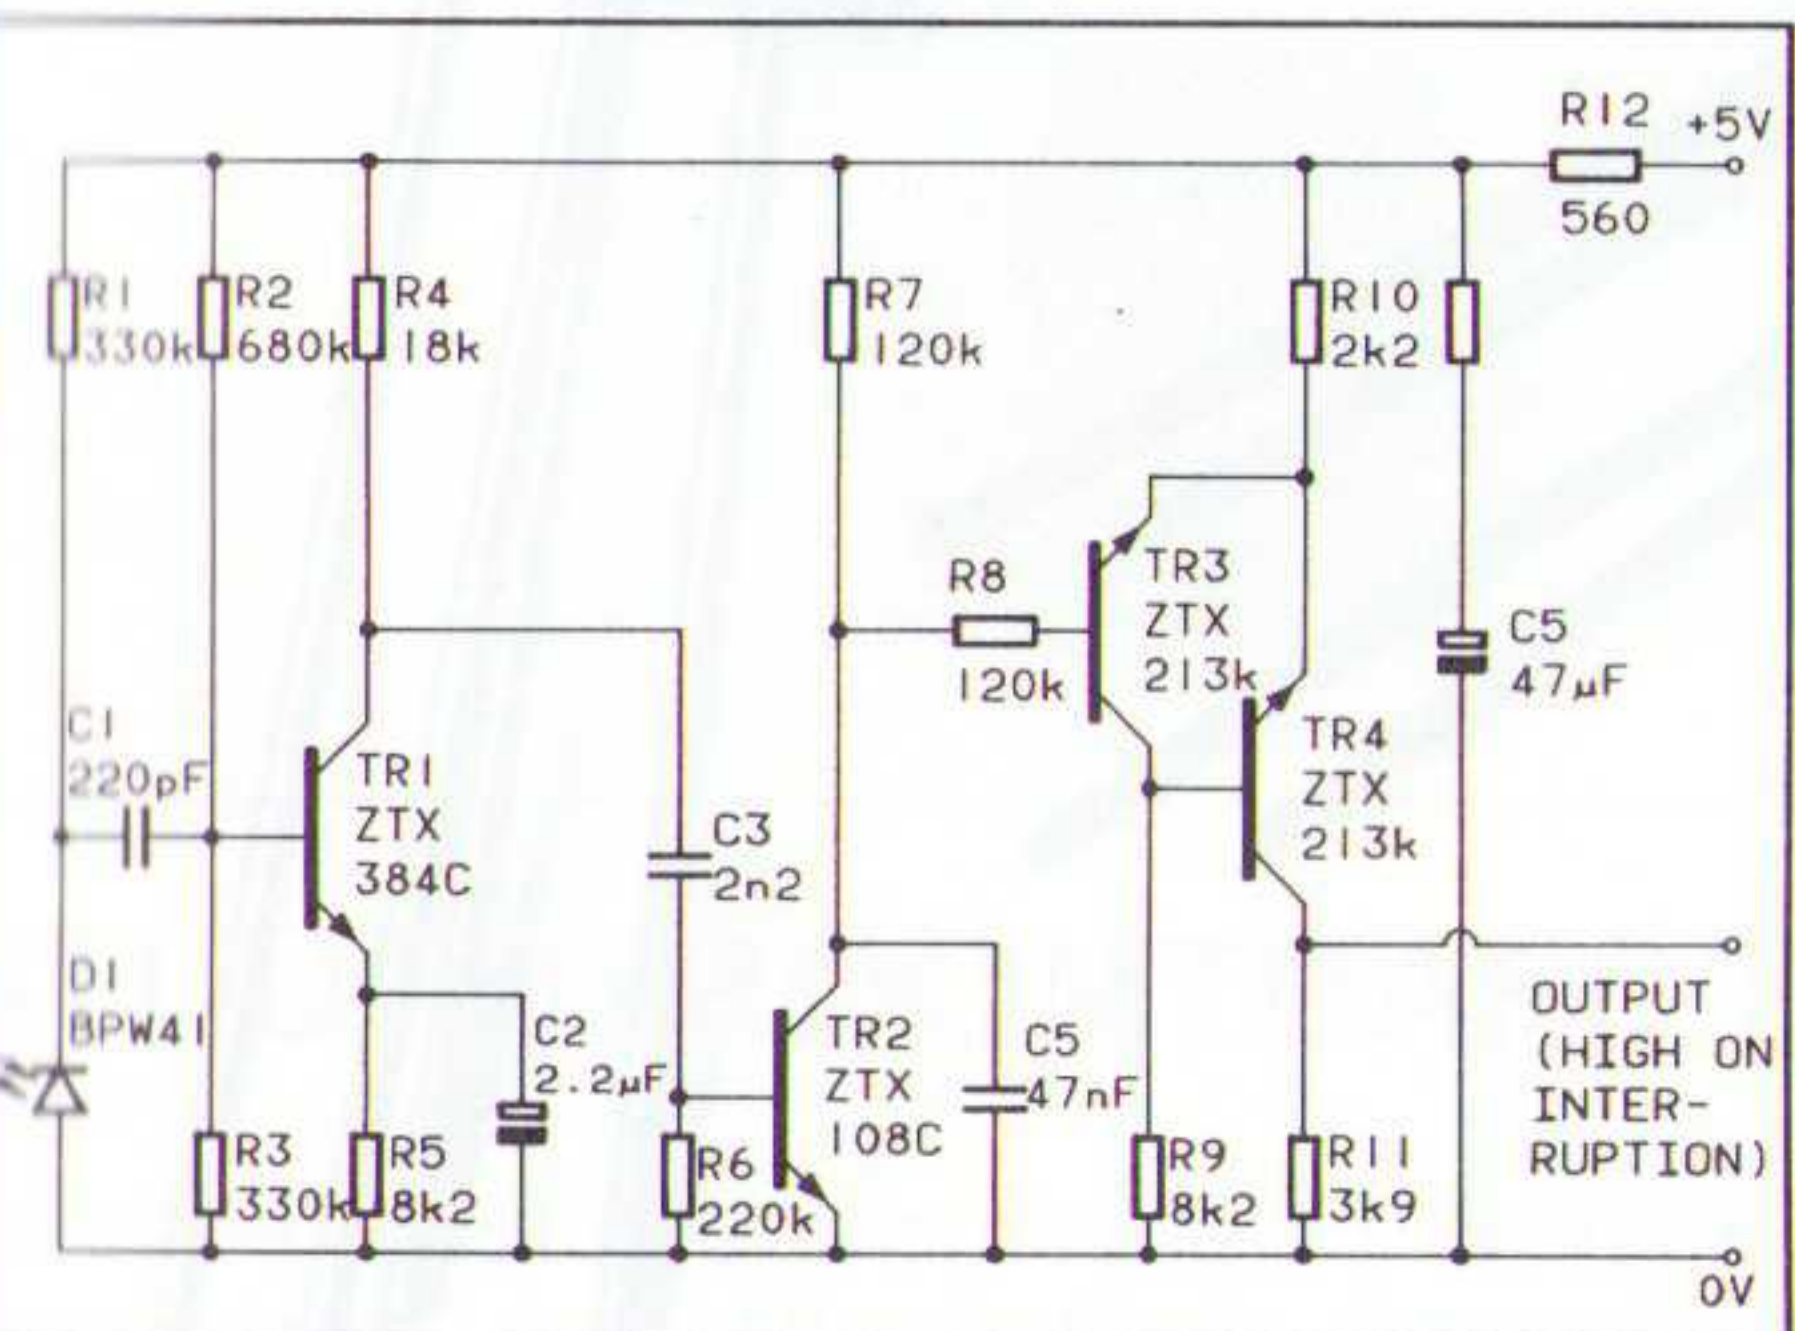 R12
+5V
560
R1
330k
R2
680k
R4
18k
R7
120k
R10
2k2
R8
120k
TR3
ZTX
213k
C5
47µF
C1
220pF
TR1
ZTX
384C
C3
2n2
TR4
ZTX
213k
D1
BPW41
C2
2.2µF
TR2
ZTX
108C
C5
47nF
OUTPUT
(HIGH ON
INTER-
RUPTION)
R3
330k
R5
8k2
R6
220k
R9
8k2
R11
3k9
0V